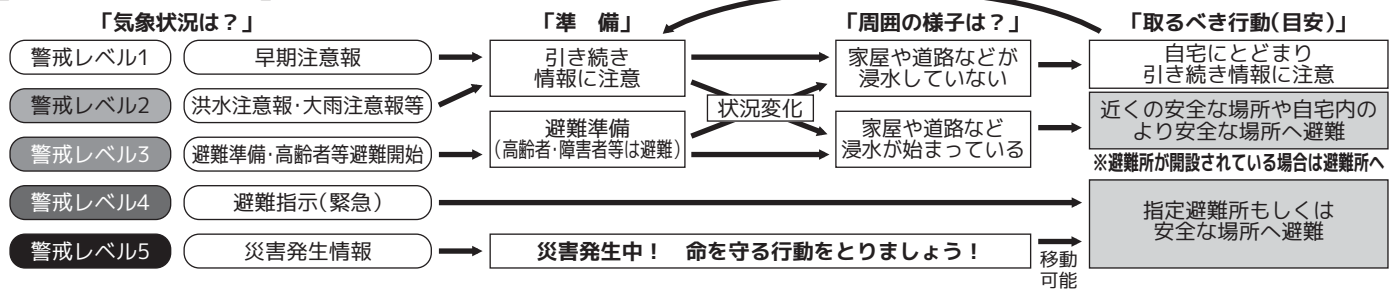 「気象状況は？」
「準　備」
「周囲の様子は？」
「取るべき行動(目安)」
警戒レベル1
早期注意報
引き続き
情報に注意
家屋や道路などが
浸水していない
自宅にとどまり
引き続き情報に注意
警戒レベル2
洪水注意報・大雨注意報等
状況変化
近くの安全な場所や自宅内の
より安全な場所へ避難
警戒レベル3
避難準備・高齢者等避難開始
避難準備
(高齢者・障害者等は避難)
家屋や道路など
浸水が始まっている
※避難所が開設されている場合は避難所へ
警戒レベル4
避難指示(緊急)
指定避難所もしくは
安全な場所へ避難
警戒レベル5
災害発生情報
災害発生中！　命を守る行動をとりましょう！
移動
可能